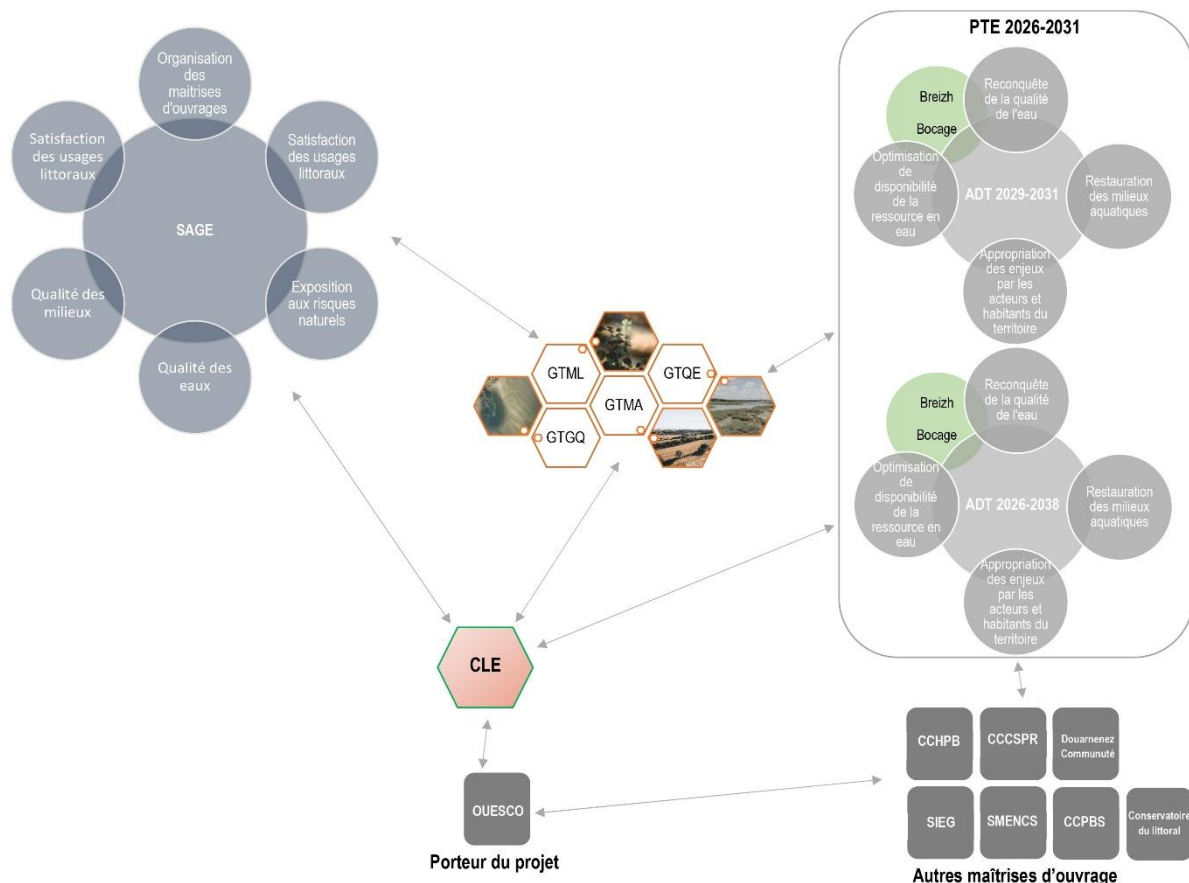 Organisation
des
maitrises
d'ouvrages
Satisfaction
des usages
littoraux
Satisfaction
des usages
littoraux
SAGE
Qualité des
milieux
Exposition
aux risques
naturels
Qualité des
eaux
GTML
GTQE
GTMA
GTGQ
PTE 2026-2031
Breizh
Bocage
Reconquête
de la qualité
de l'eau
Optimisation
de
disponibilité
de la
ressource en
eau
ADT 2029-2031
Restauration
des milieux
aquatiques
Appropriation
des enjeux
par les
acteurs et
habitants du
territoire
Breizh
Bocage
Reconquête
de la qualité
de l'eau
Optimisation
de
disponibilité
de la
ressource en
eau
ADT 2026-2038
Restauration
des milieux
aquatiques
Appropriation
des enjeux
par les
acteurs et
habitants du
territoire
CLE
OUESCO
Porteur du projet
CCHPB
CCCSPR
Douarnenez
Communuté
SIEG
SMENCS
CCPBS
Conservatoire
du littoral
Autres maîtrises d'ouvrage